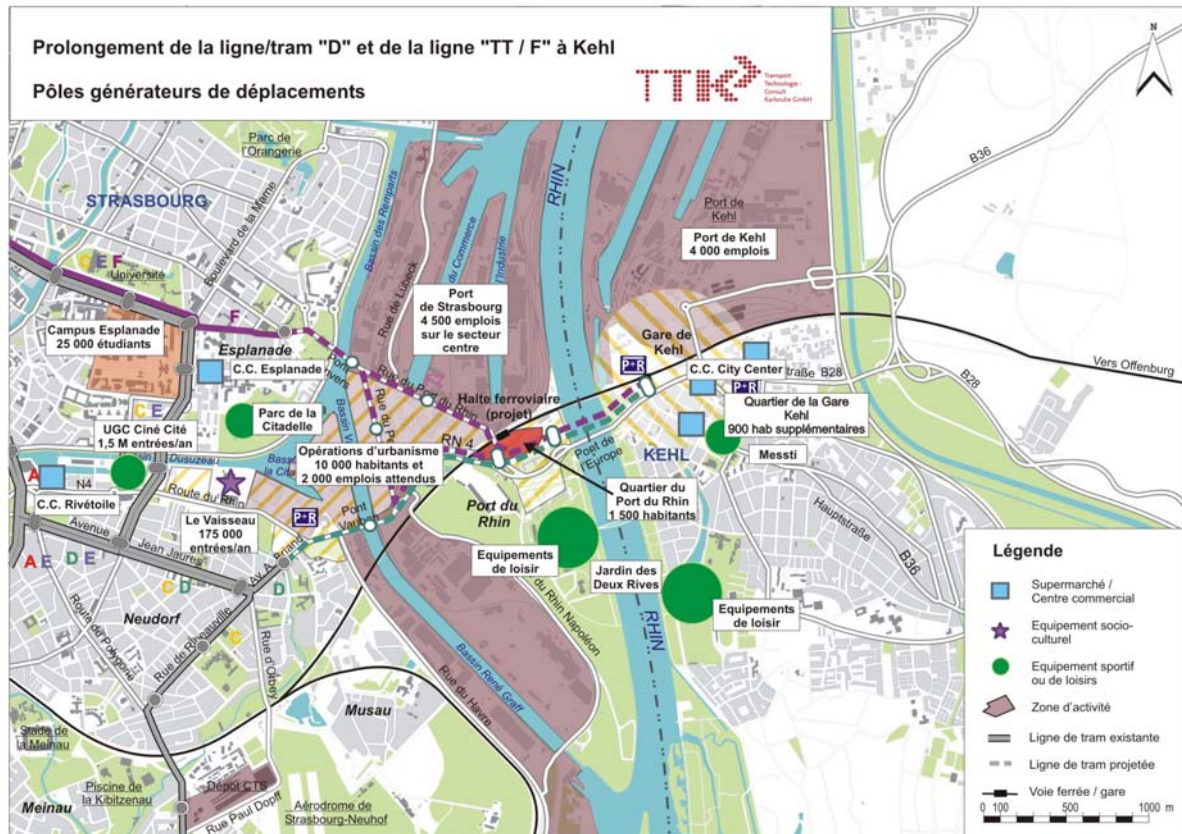 Prolongement de la ligne/tram "D" et de la ligne "TT / F" à Kehl
Pôles générateurs de déplacements
TTK
Transport
Technologie -
Consult
Karlsruhe GmbH
N
Parc de
l'Orangerie
STRASBOURG
Boulevard de la Marne
Bassin des Remparts
RHIN
B36
Port de
Kehl
Port de Kehl
4 000 emplois
C E F
Université
Rue de Lübeck
du Commerce
l'Industrie
Port
de Strasbourg
4 500 emplois
sur le secteur
centre
F
Campus Esplanade
25 000 étudiants
Esplanade
C.C. Esplanade
Gare de
Kehl
P+R
C.C. City Center
P+R
B28
Vers Offenburg
B28
Pont
Rue du Port du Rhin
Halte ferroviaire
(projet)
Quartier de la Gare
Kehl
900 hab supplémentaires
C E
UGC Ciné Cité
1,5 M entrées/an
Parc de la
Citadelle
RN 4
Pont de
l'Europe
KEHL
Messti
Dusuzeau
Opérations d'urbanisme
10 000 habitants et
2 000 emplois attendus
A
N4
Route du Rhin
C.C. Rivétoile
Quartier du
Port du Rhin
1 500 habitants
Port du
Rhin
Le Vaisseau
175 000
entrées/an
P+R
Pont
Vauban
Hauptstraße
Avenue
Jean Jaurès
Av. A. Briand
A E
D E
C D
D
Equipements
de loisir
Jardin des
Deux Rives
Equipements
de loisir
B36
Neudorf
Route du Polygone
C
Rue d'Orbey
du Rhin Napoléon
RHIN
Bassin René Graff
Rue du Havre
Musau
Stade de
la Meinau
Piscine de
la Kibitzenau
Meinau
Dépôt CTS
Rue Paul Dopff
Aérodrome de
Strasbourg-Neuhof
Légende
Supermarché /
Centre commercial
Equipement socio-
culturel
Equipement sportif
ou de loisirs
Zone d'activité
Ligne de tram existante
Ligne de tram projetée
Voie ferrée / gare
0 100 500 1000 m